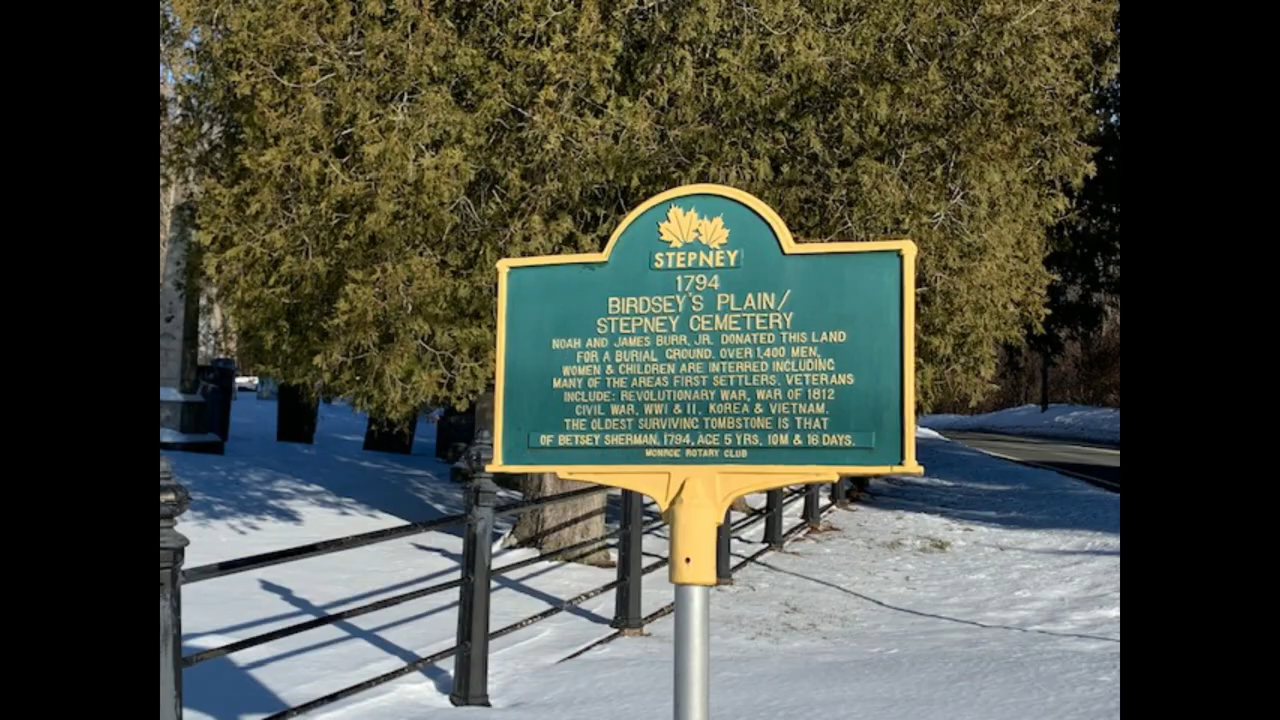 STEPNEY
1794
BIRDSEY'S PLAIN/
STEPNEY CEMETERY
NOAH AND JAMES BURR, JR. DONATED THIS LAND
FOR A BURIAL GROUND. OVER 1,400 MEN,
WOMEN & CHILDREN ARE INTERRED INCLUDING
MANY OF THE AREAS FIRST SETTLERS. VETERANS
INCLUDE: REVOLUTIONARY WAR, WAR OF 1812
CIVIL WAR, WWI & II, KOREA & VIETNAM.
THE OLDEST SURVIVING TOMBSTONE IS THAT
OF BETSEY SHERMAN, 1794, AGE 5 YRS, 10M & 16 DAYS.
MONROE ROTARY CLUB